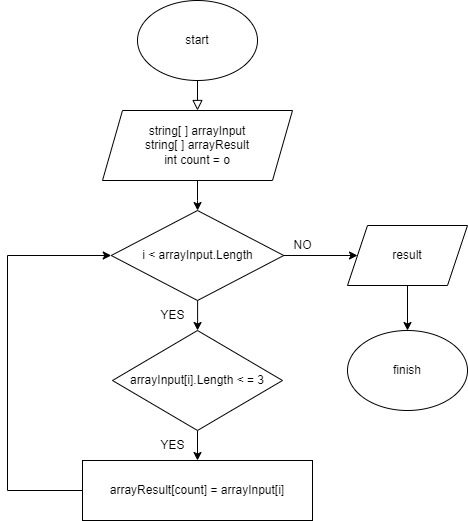 start
string[ ] arrayInput
string[ ] arrayResult
int count = o
i < arrayInput.Length
NO
result
YES
arrayInput[i].Length < = 3
finish
YES
arrayResult[count] = arrayInput[i]